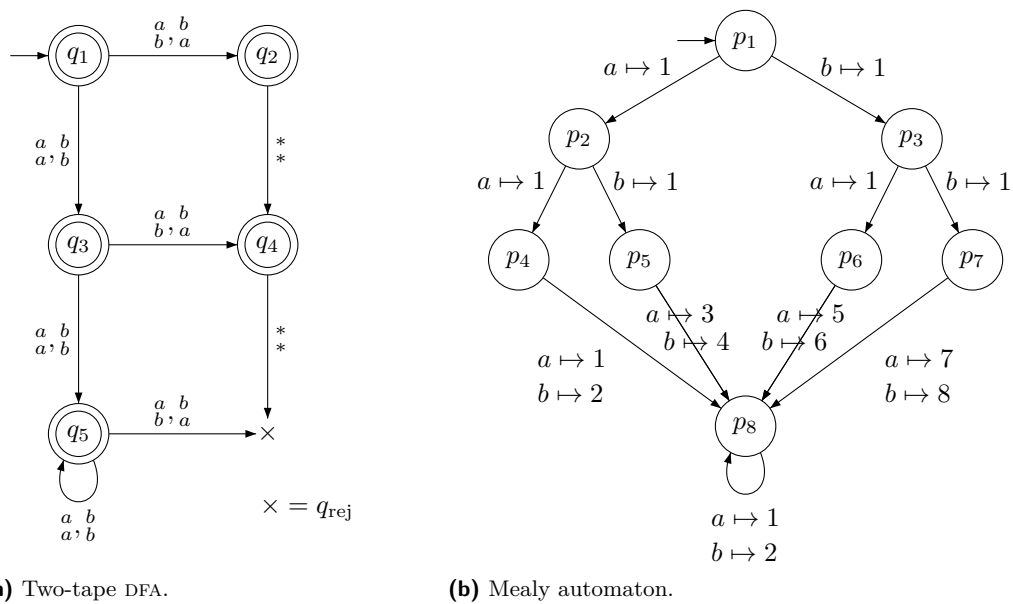 a b
b , a
q1 q2
a b
a , b
*
*
a b
b , a
q3 q4
a b
a , b
*
*
a b
b , a
q5 ×
a b
a , b
× = qrej
) Two-tape DFA.
p1
a ↦ 1 b ↦ 1
p2 p3
a ↦ 1 b ↦ 1 a ↦ 1 b ↦ 1
p4 p5 p6 p7
a ↦ 3 a ↦ 5
b ↦ 4 b ↦ 6
a ↦ 1 a ↦ 7
b ↦ 2 b ↦ 8
p8
a ↦ 1
b ↦ 2
(b) Mealy automaton.